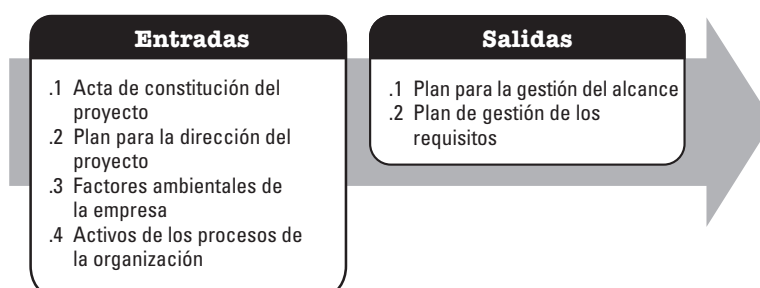 Entradas
.1 Acta de constitución del
proyecto
.2 Plan para la dirección del
proyecto
.3 Factores ambientales de
la empresa
.4 Activos de los procesos de
la organización
Salidas
.1 Plan para la gestión del alcance
.2 Plan de gestión de los
requisitos